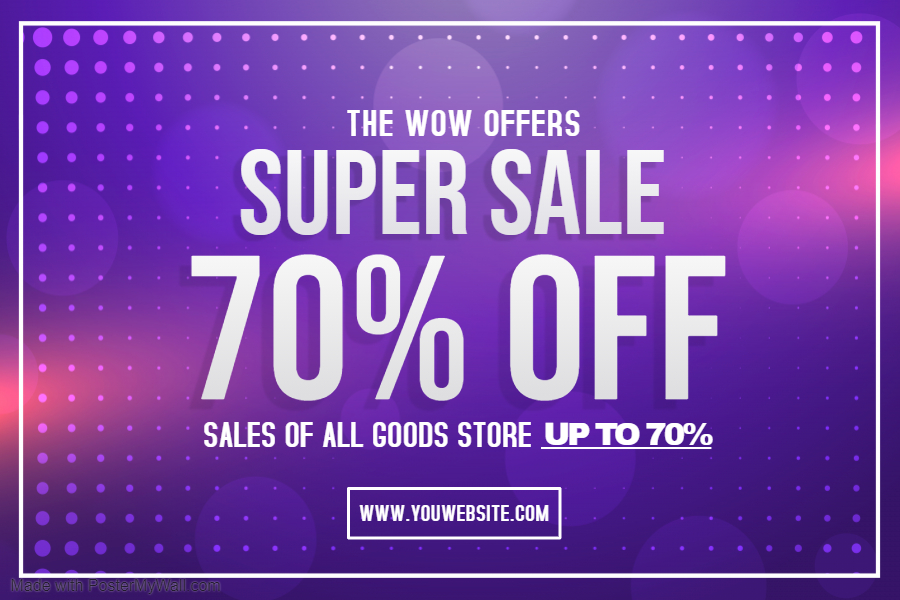 THE WOW OFFERS
SUPER SALE
70% OFF
SALES OF ALL GOODS STORE UP TO 70%
WWW.YOUWEBSITE.COM
Made with PosterMyWall.com